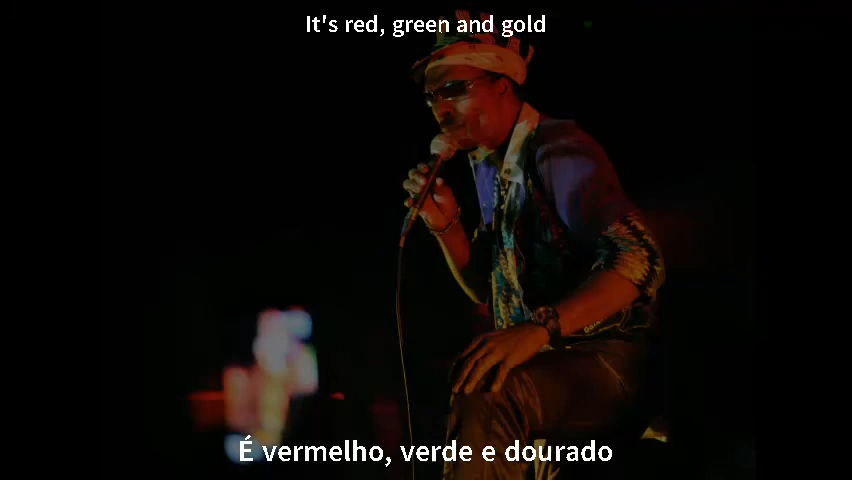 It's red, green and gold
É vermelho, verde e dourado